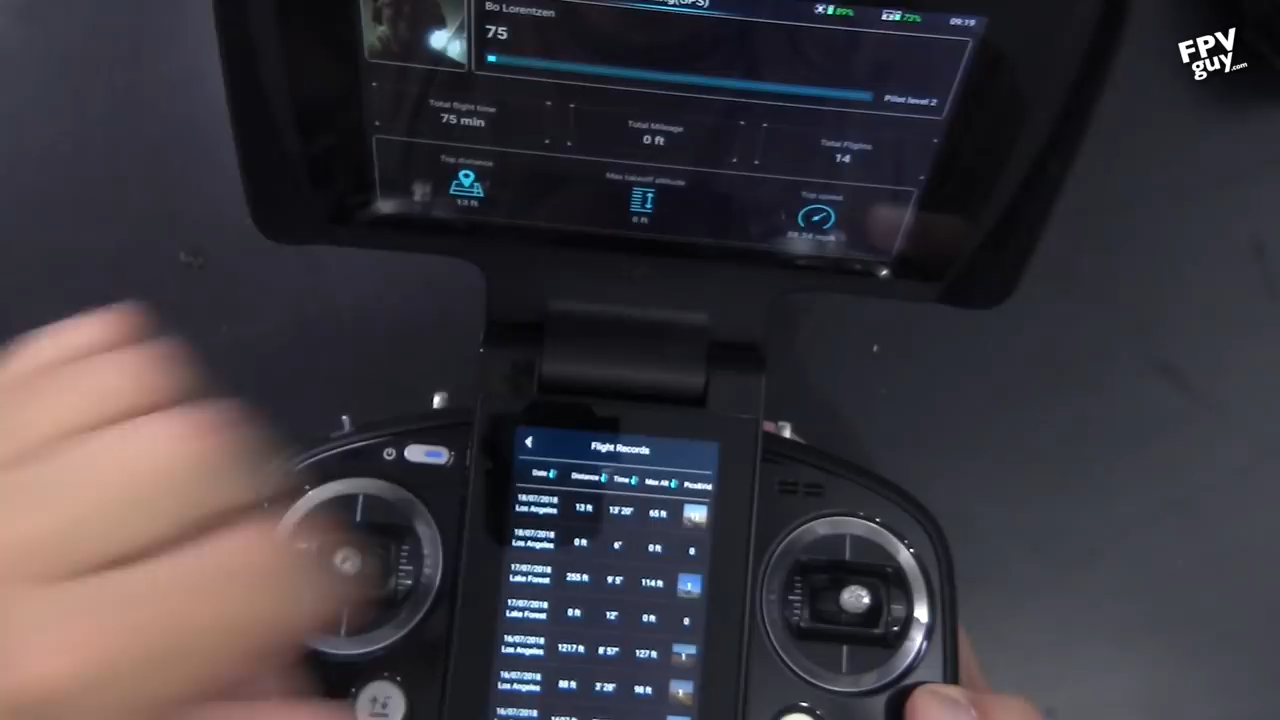 (GPS)
89%
73%
09:19
FPV
guy.com
Bo Lorentzen
75
Pilot level 2
Total flight time
75 min
Total Mileage
0 ft
Total Flights
14
Top distance
13 ft
Max takeoff altitude
0 ft
Top speed
Flight Records
Date Distance Time Max Alt Pics&Vid
18/07/2018
Los Angeles 13 ft 13' 20" 65 ft
18/07/2018
Los Angeles 0 ft 6" 0 ft 0
17/07/2018
Lake Forest 255 ft 9' 5" 114 ft 1
17/07/2018
Lake Forest 0 ft 12" 0 ft 0
16/07/2018
Los Angeles 1217 ft 8' 57" 127 ft 1
16/07/2018
Los Angeles 88 ft 3' 28" 98 ft 1
16/07/2018